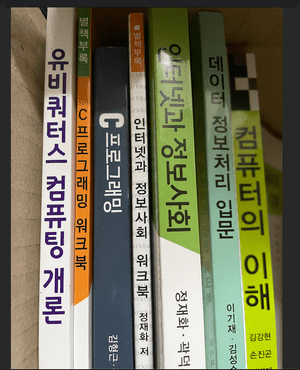 유비쿼터스 컴퓨팅 개론
별책부록
C 프로그래밍 워크북
C 프로그래밍
김형근
별책부록
인터넷과 정보사회 워크북
정재화 저
인터넷과 정보사회
정재화·곽덕
데이터 정보처리 입문
이기재·김성
컴퓨터의 이해
김강현
손진곤